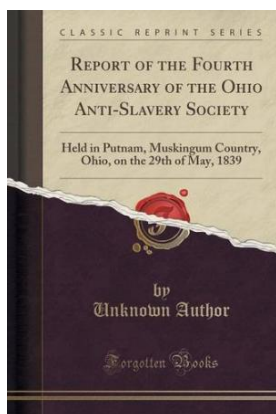 CLASSIC REPRINT SERIES
REPORT OF THE FOURTH
ANNIVERSARY OF THE OHIO
ANTI-SLAVERY SOCIETY
Held in Putnam, Muskingum Country,
Ohio, on the 29th of May, 1839
by
Unknown Author
Forgotten Books